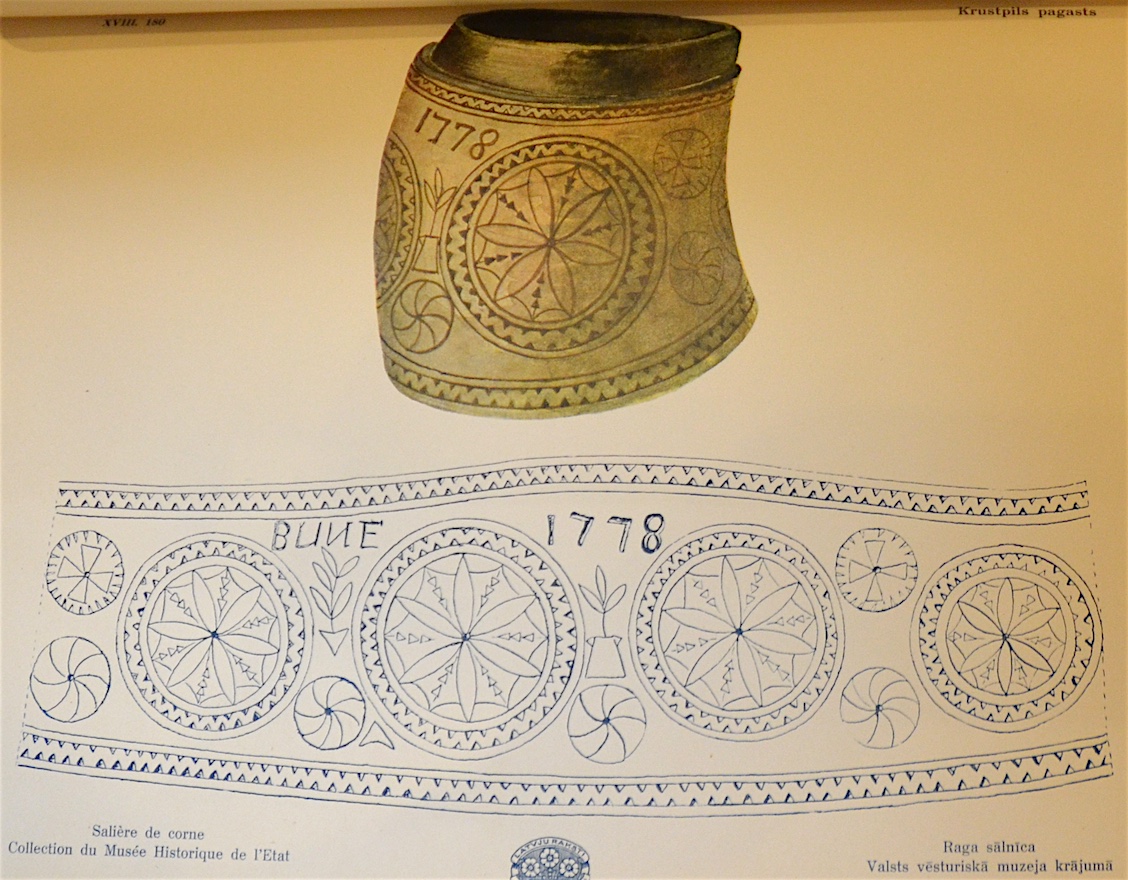 XVIII. 180
Krustpils pagasts
1778
BUNE
1778
Salière de corne
Collection du Musée Historique de l'Etat
LATVJU RAKSTI
Raga sālnīca
Valsts vēsturiskā muzeja krājumā